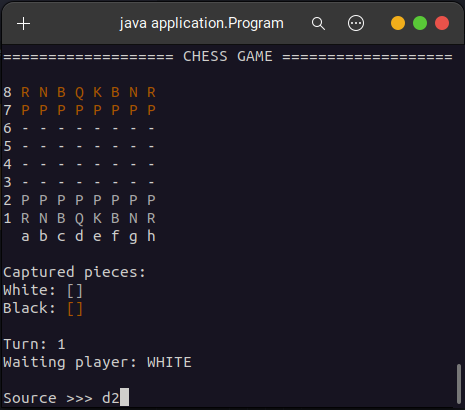 java application.Program
=================== CHESS GAME ===================
8 R N B Q K B N R
7 P P P P P P P P
6 - - - - - - - -
5 - - - - - - - -
4 - - - - - - - -
3 - - - - - - - -
2 P P P P P P P P
1 R N B Q K B N R
a b c d e f g h
Captured pieces:
White: []
Black: []
Turn: 1
Waiting player: WHITE
Source >>> d2